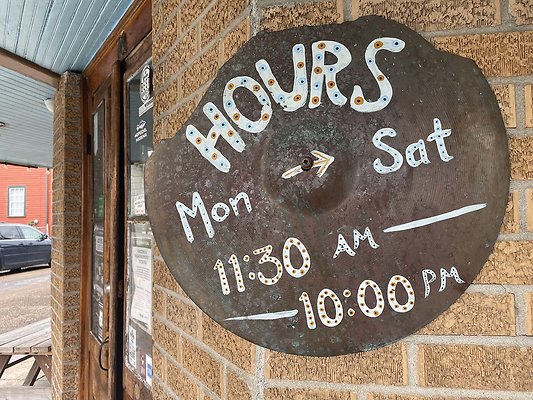 Hours
Mon → Sat
11:30 AM —
— 10:00 PM